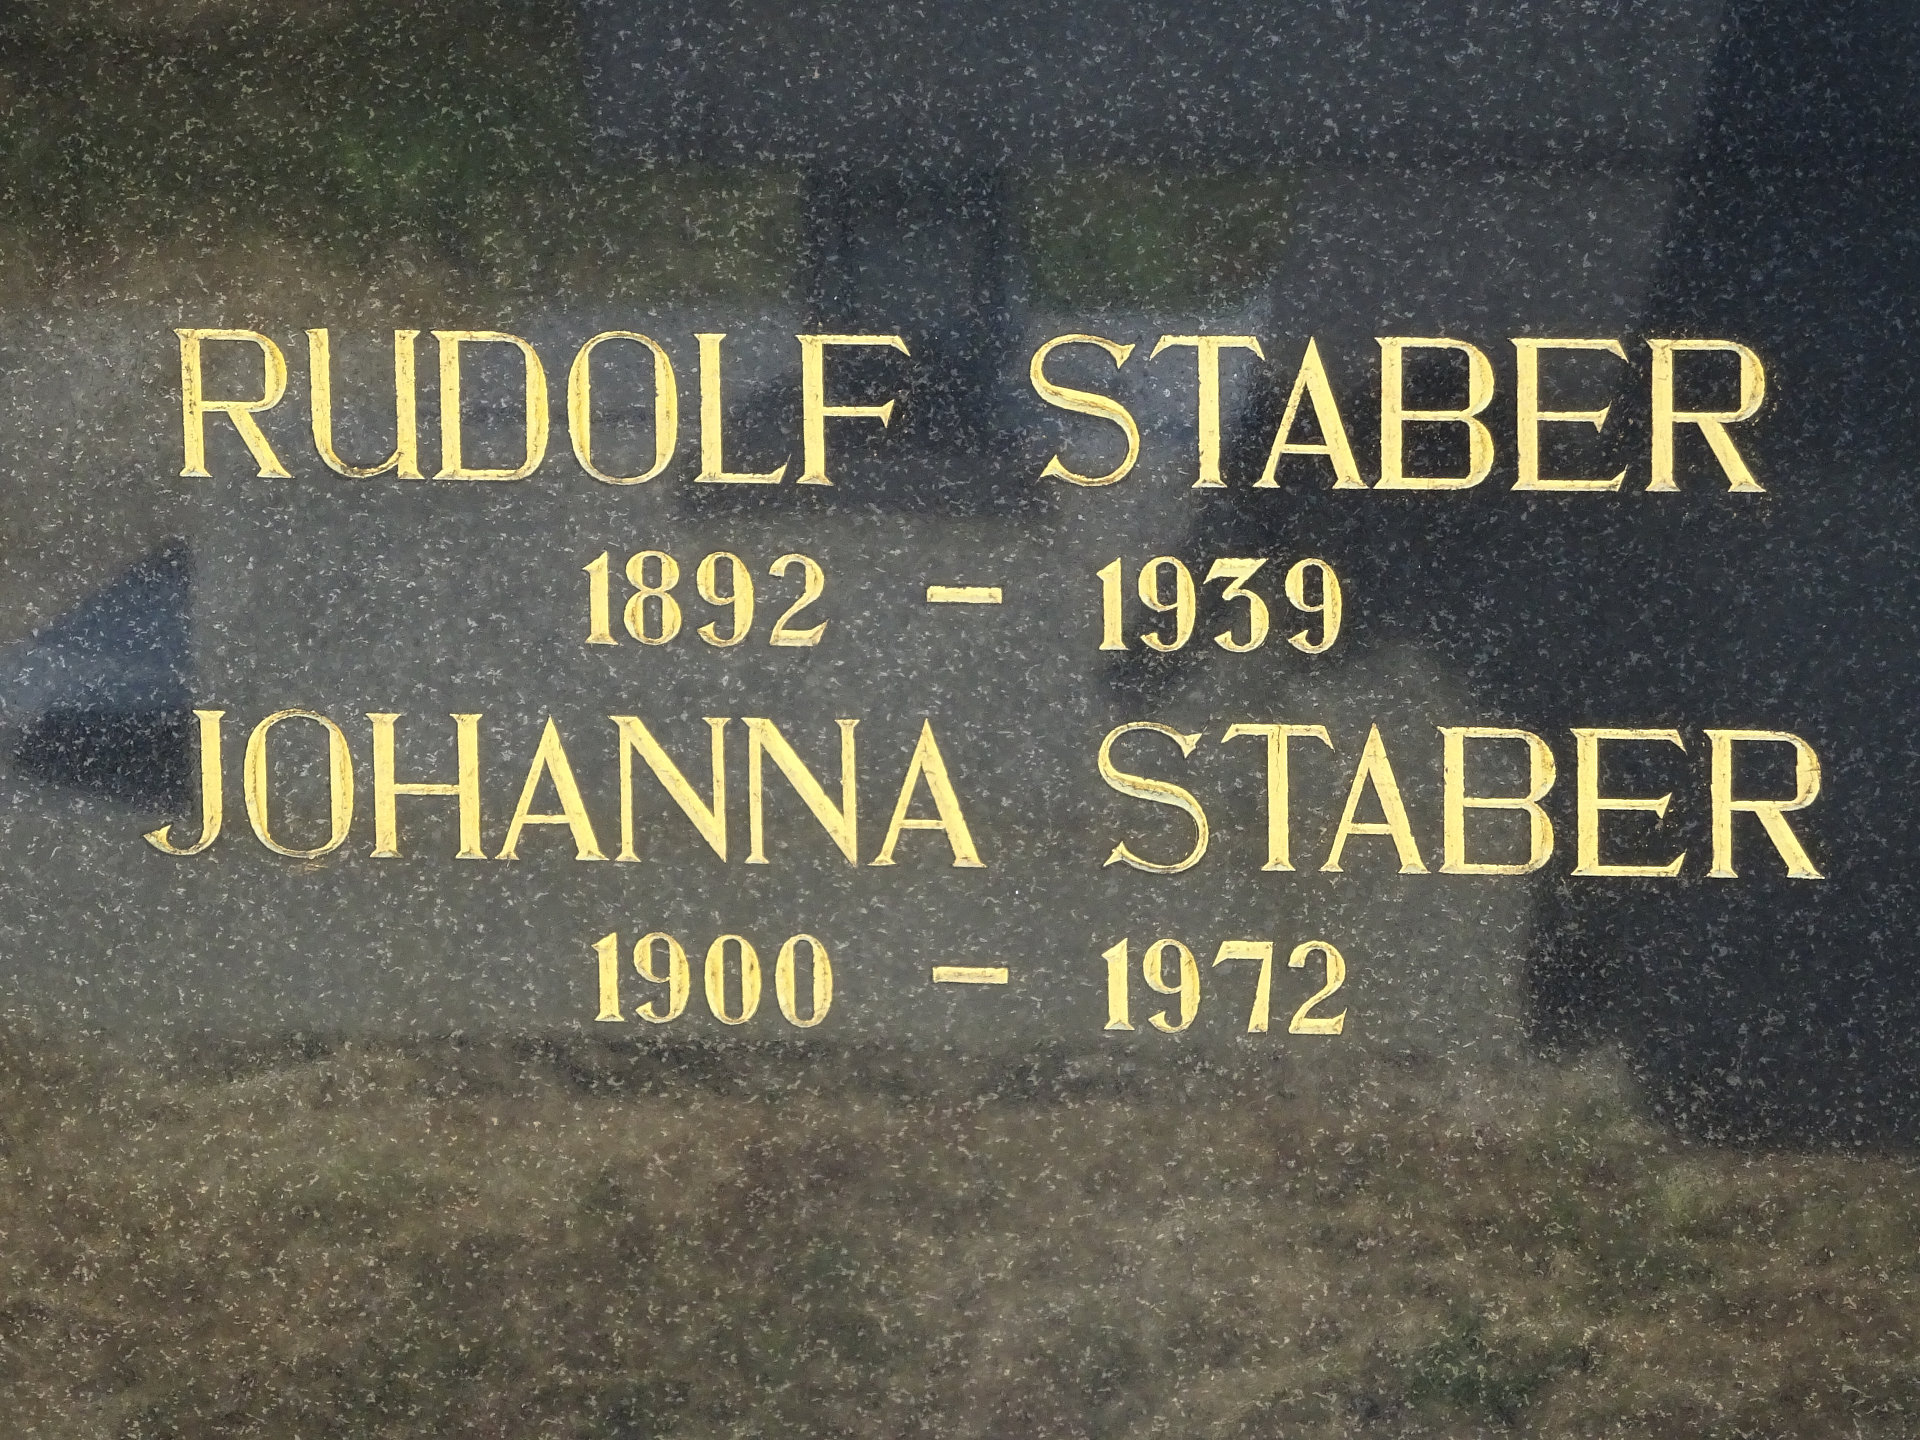 RUDOLF STABER
1892 – 1939
JOHANNA STABER
1900 – 1972